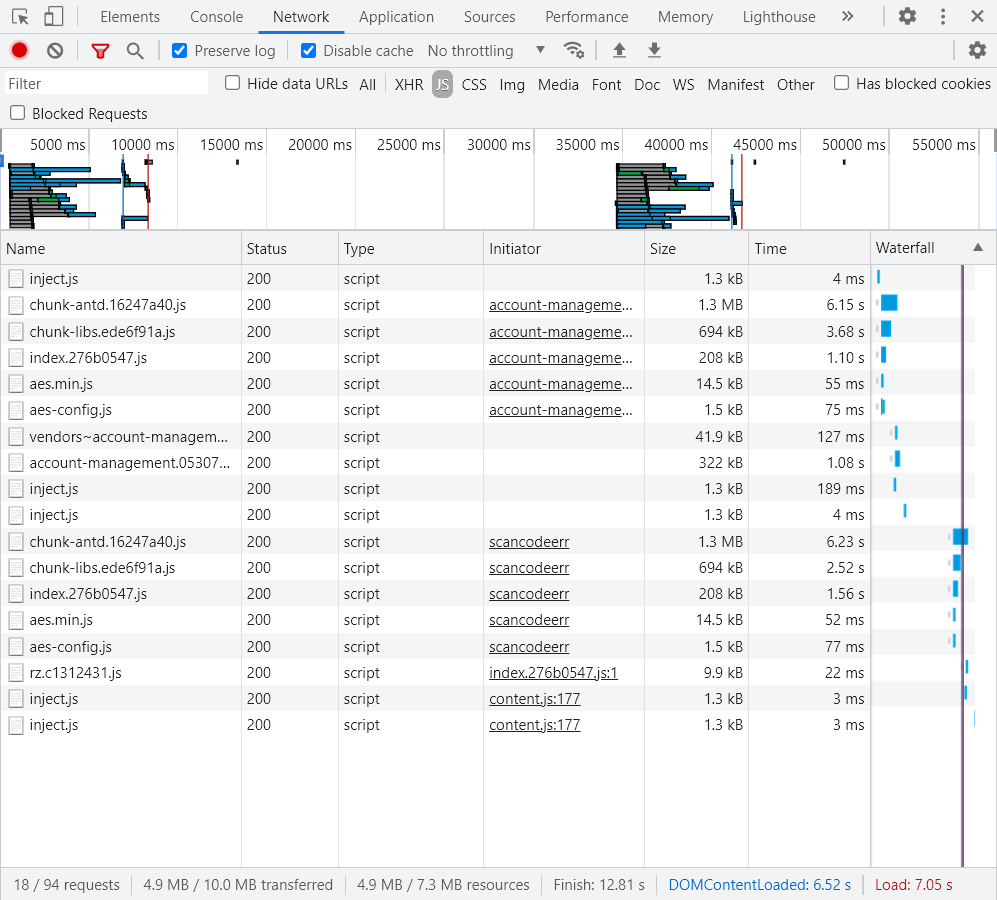 Elements Console Network Application Sources Performance Memory Lighthouse »
Preserve log Disable cache No throttling
Filter Hide data URLs All XHR JS CSS Img Media Font Doc WS Manifest Other Has blocked cookies
Blocked Requests
5000 ms 10000 ms 15000 ms 20000 ms 25000 ms 30000 ms 35000 ms 40000 ms 45000 ms 50000 ms 55000 ms
Name Status Type Initiator Size Time Waterfall
inject.js 200 script 1.3 kB 4 ms
chunk-antd.16247a40.js 200 script account-manageme... 1.3 MB 6.15 s
chunk-libs.ede6f91a.js 200 script account-manageme... 694 kB 3.68 s
index.276b0547.js 200 script account-manageme... 208 kB 1.10 s
aes.min.js 200 script account-manageme... 14.5 kB 55 ms
aes-config.js 200 script account-manageme... 1.5 kB 75 ms
vendors~account-managem... 200 script 41.9 kB 127 ms
account-management.05307... 200 script 322 kB 1.08 s
inject.js 200 script 1.3 kB 189 ms
inject.js 200 script 1.3 kB 4 ms
chunk-antd.16247a40.js 200 script scancodeerr 1.3 MB 6.23 s
chunk-libs.ede6f91a.js 200 script scancodeerr 694 kB 2.52 s
index.276b0547.js 200 script scancodeerr 208 kB 1.56 s
aes.min.js 200 script scancodeerr 14.5 kB 52 ms
aes-config.js 200 script scancodeerr 1.5 kB 77 ms
rz.c1312431.js 200 script index.276b0547.js:1 9.9 kB 22 ms
inject.js 200 script content.js:177 1.3 kB 3 ms
inject.js 200 script content.js:177 1.3 kB 3 ms
18 / 94 requests 4.9 MB / 10.0 MB transferred 4.9 MB / 7.3 MB resources Finish: 12.81 s DOMContentLoaded: 6.52 s Load: 7.05 s